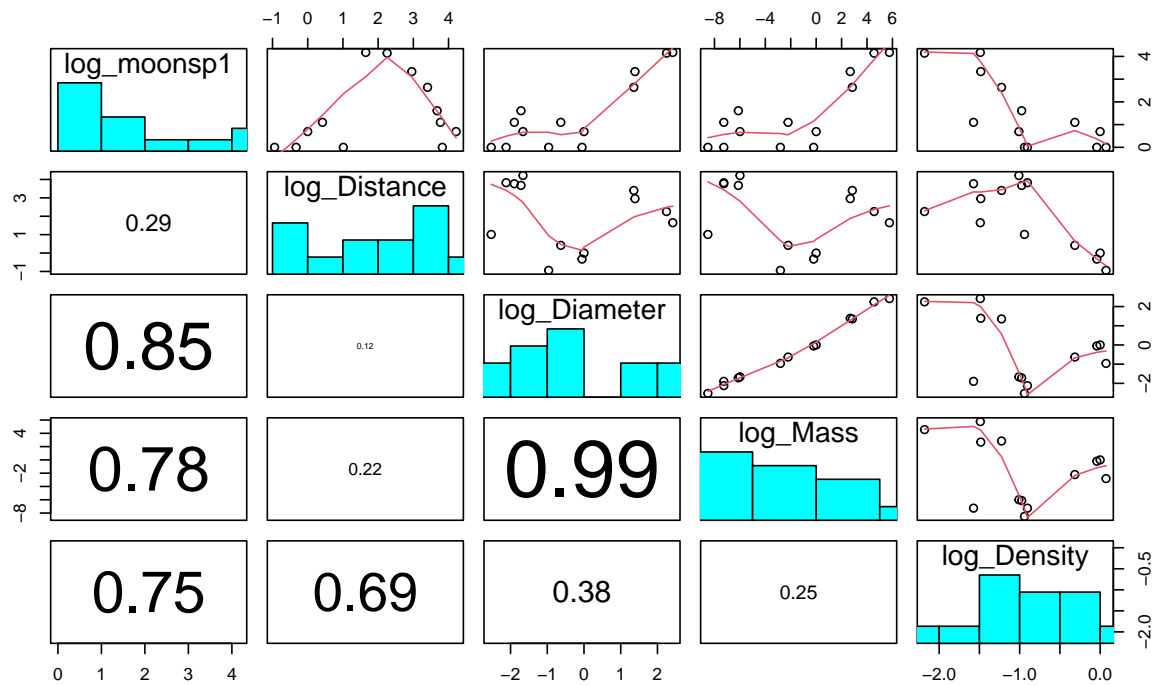 −1 0 1 2 3 4
−8 −4 0 2 4 6
log_moonsp1
0 2 4
−1 1 3
0.29
log_Distance
0.85
0.12
log_Diameter
−2 0 2
−8 −2 2 4
0.78
0.22
0.99
log_Mass
0.75
0.69
0.38
0.25
log_Density
−2.0 −0.5
0 1 2 3 4
−2 −1 0 1 2
−2.0 −1.0 0.0